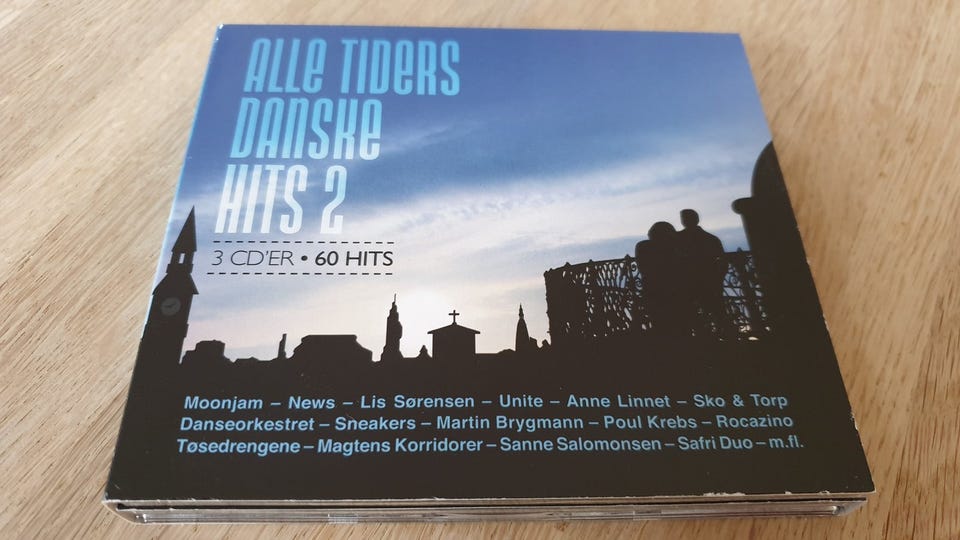 ALLE TIDERS
DANSKE
HITS 2
3 CD'ER • 60 HITS
Moonjam – News – Lis Sørensen – Unite – Anne Linnet – Sko & Torp
Danseorkestret – Sneakers – Martin Brygmann – Poul Krebs – Rocazino
Tøsedrengene – Magtens Korridorer – Sanne Salomonsen – Safri Duo – m.fl.